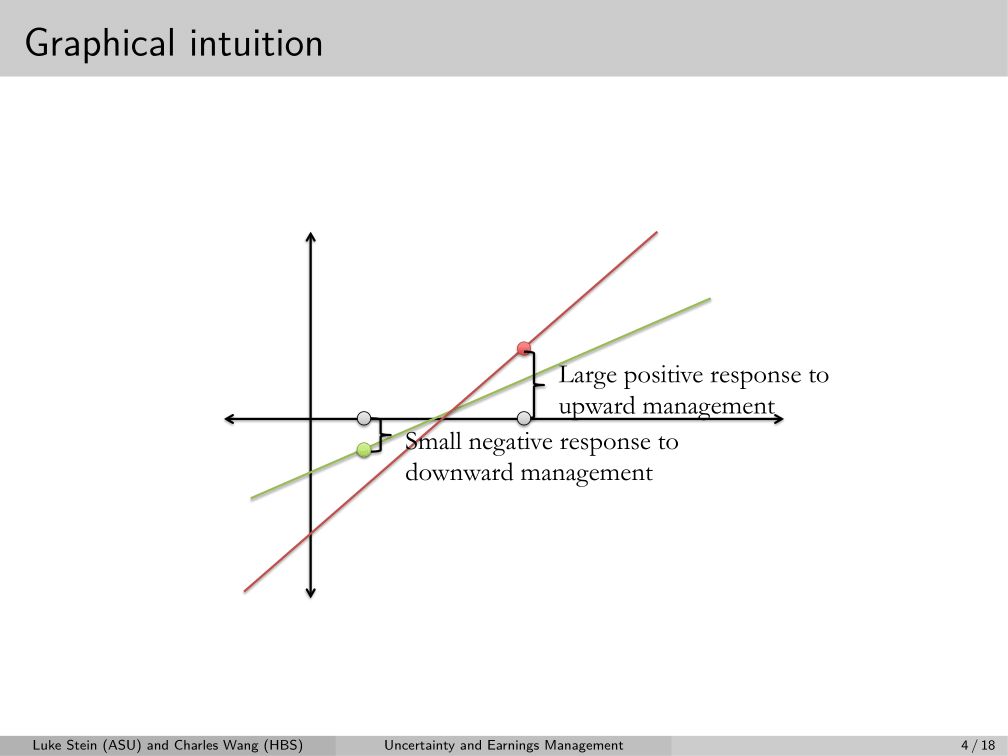 Graphical intuition
Large positive response to
upward management
Small negative response to
downward management
Luke Stein (ASU) and Charles Wang (HBS)
Uncertainty and Earnings Management
4 / 18